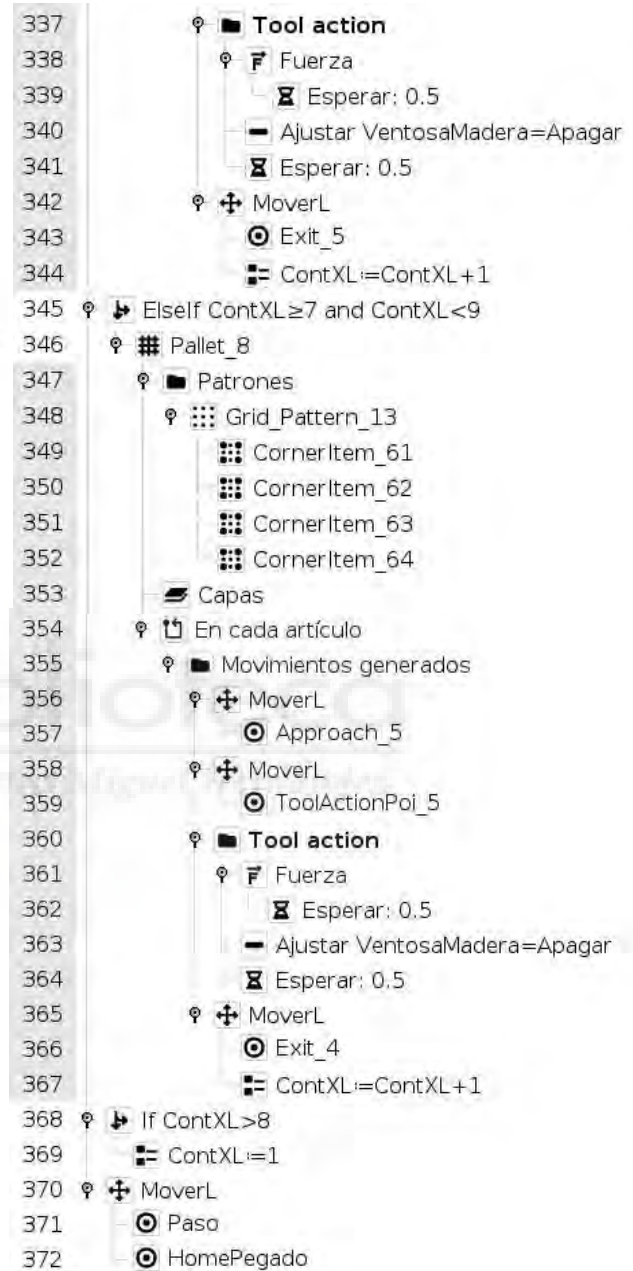 337 Tool action
338 Fuerza
339 Esperar: 0.5
340 Ajustar VentosaMadera=Apagar
341 Esperar: 0.5
342 MoverL
343 Exit_5
344 ContXL:=ContXL+1
345 ElseIf ContXL≥7 and ContXL<9
346 Pallet_8
347 Patrones
348 Grid_Pattern_13
349 CornerItem_61
350 CornerItem_62
351 CornerItem_63
352 CornerItem_64
353 Capas
354 En cada artículo
355 Movimientos generados
356 MoverL
357 Approach_5
358 MoverL
359 ToolActionPoi_5
360 Tool action
361 Fuerza
362 Esperar: 0.5
363 Ajustar VentosaMadera=Apagar
364 Esperar: 0.5
365 MoverL
366 Exit_4
367 ContXL:=ContXL+1
368 If ContXL>8
369 ContXL:=1
370 MoverL
371 Paso
372 HomePegado